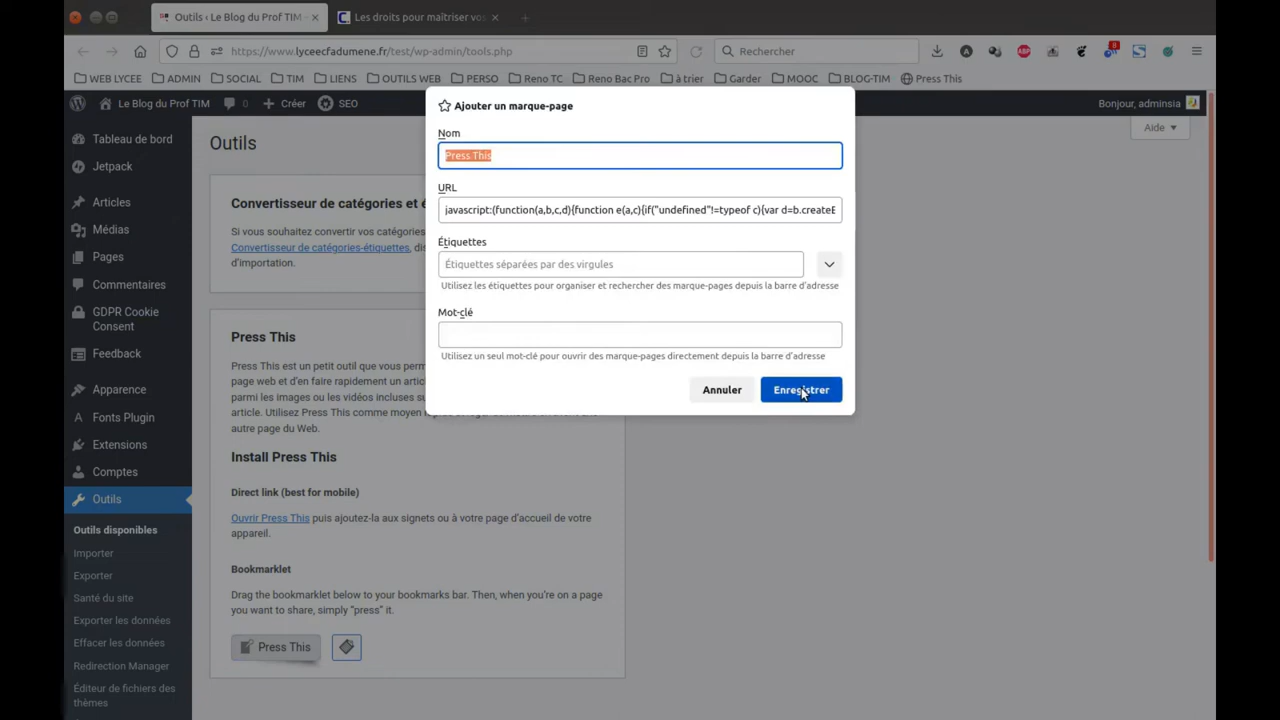 Outils ‹ Le Blog du Prof TIM
Les droits pour maîtriser vos
https://www.lyceecfadumene.fr/test/wp-admin/tools.php
Rechercher
8
WEB LYCEE
ADMIN
SOCIAL
TIM
LIENS
OUTILS WEB
PERSO
Reno TC
Reno Bac Pro
à trier
Garder
MOOC
BLOG-TIM
Press This
Le Blog du Prof TIM
0
Créer
SEO
Bonjour, adminsia
Aide
Tableau de bord
Jetpack
Articles
Médias
Pages
Commentaires
GDPR Cookie
Consent
Feedback
Apparence
Fonts Plugin
Extensions
Comptes
Outils
Outils disponibles
Importer
Exporter
Santé du site
Exporter les données
Effacer les données
Redirection Manager
Éditeur de fichiers des
thèmes
Outils
Convertisseur de catégories et é
Si vous souhaitez convertir vos catégories
Convertisseur de catégories-étiquettes, dis
d'importation.
Press This
Press This est un petit outil que vous perm
page web et d'en faire rapidement un artic
parmi les images ou les vidéos incluses su
article. Utilisez Press This comme moyen
autre page du Web.
Install Press This
Direct link (best for mobile)
Ouvrir Press This puis ajoutez-la aux signets ou à votre page d'accueil de votre
appareil.
Bookmarklet
Drag the bookmarklet below to your bookmarks bar. Then, when you're on a page
you want to share, simply "press" it.
Press This
Ajouter un marque-page
Nom
Press This
URL
javascript:(function(a,b,c,d){function e(a,c){if("undefined"!=typeof c){var d=b.createE
Étiquettes
Étiquettes séparées par des virgules
Utilisez les étiquettes pour organiser et rechercher des marque-pages depuis la barre d'adresse
Mot-clé
Utilisez un seul mot-clé pour ouvrir des marque-pages directement depuis la barre d'adresse
Annuler
Enregistrer